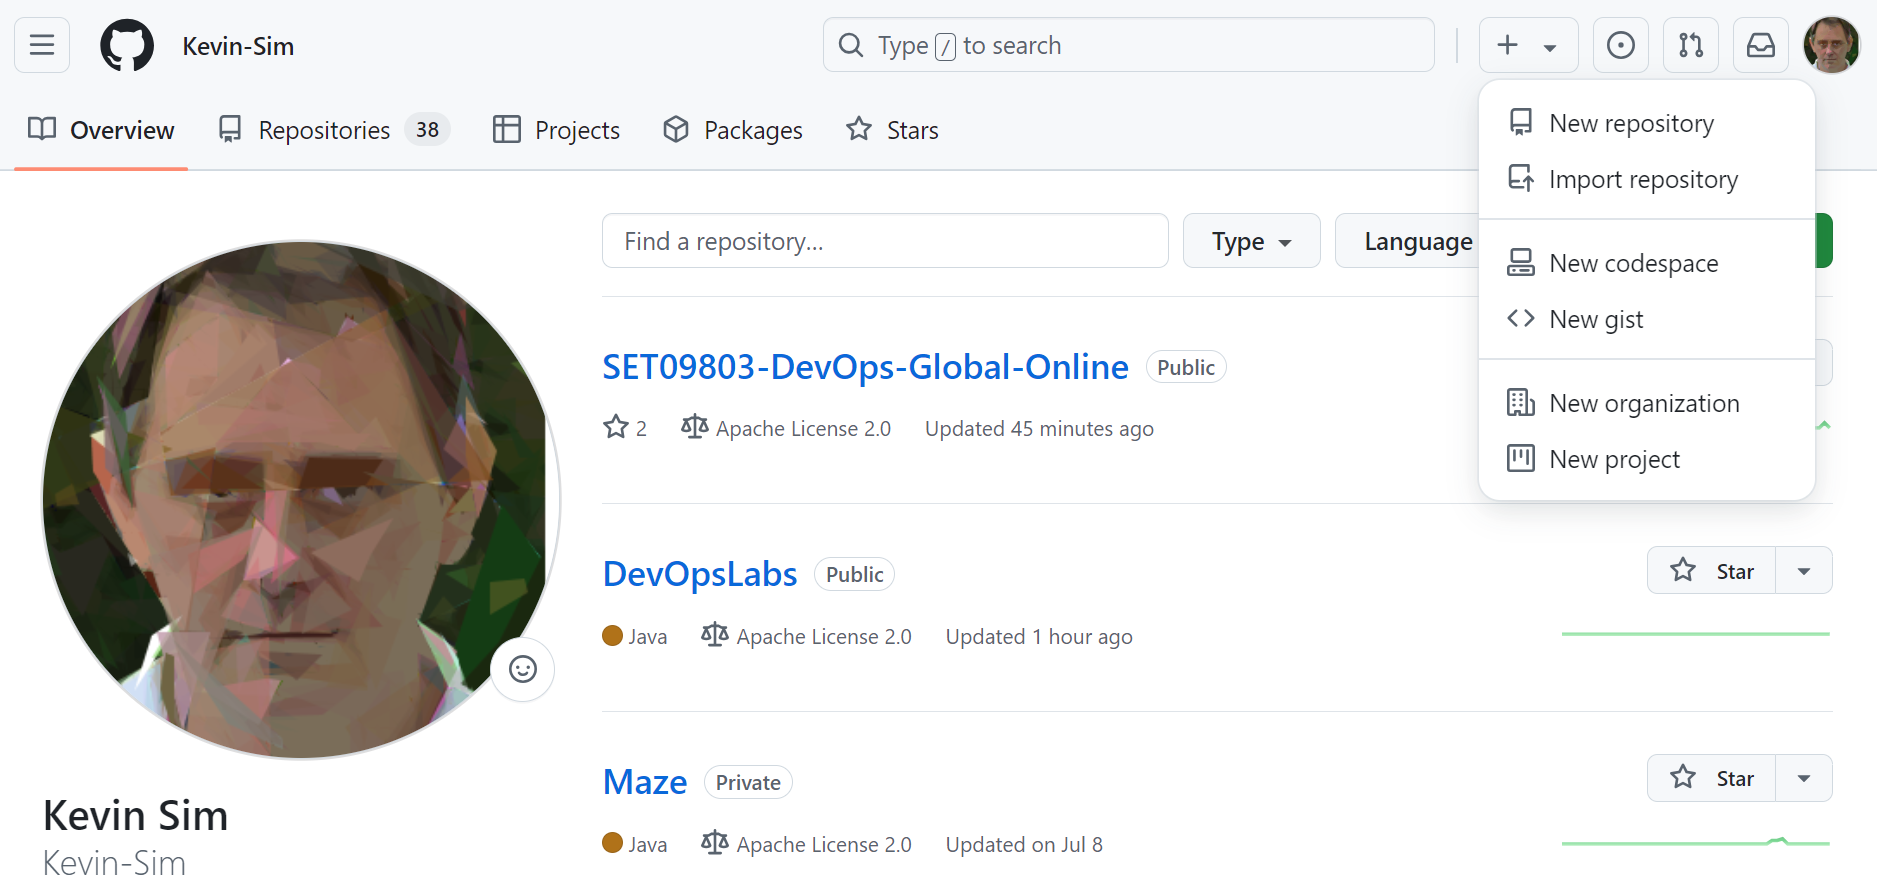 Kevin-Sim
Type / to search
Overview
Repositories 38
Projects
Packages
Stars
New repository
Import repository
New codespace
New gist
New organization
New project
Find a repository...
Type
Language
SET09803-DevOps-Global-Online Public
2 Apache License 2.0 Updated 45 minutes ago
DevOpsLabs Public
Star
Java Apache License 2.0 Updated 1 hour ago
Maze Private
Star
Java Apache License 2.0 Updated on Jul 8
Kevin Sim
Kevin-Sim